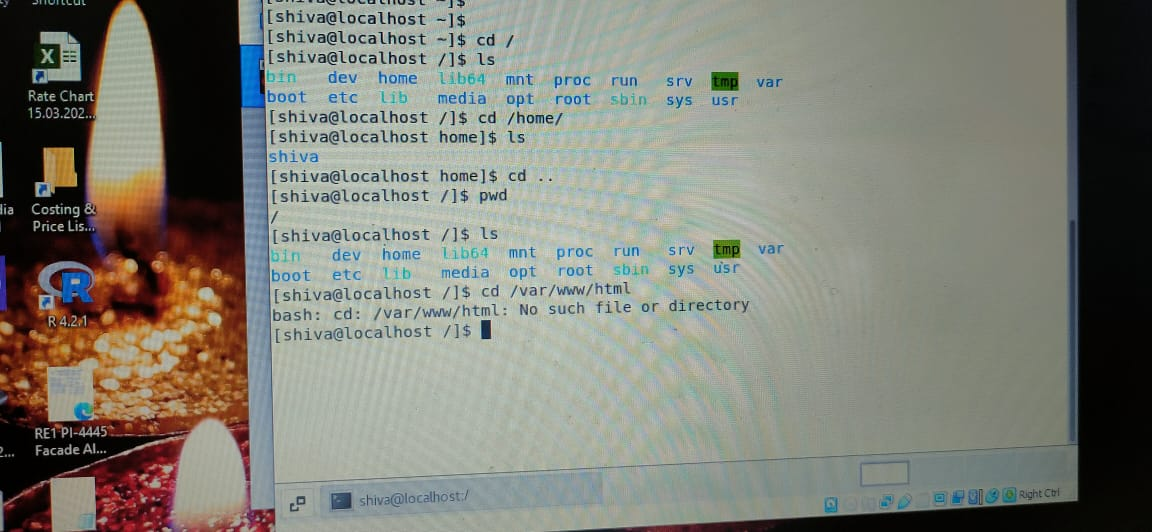 Shortcut
Rate Chart
15.03.202...
Costing &
Price Lis...
R 4.2.1
RE1 PI-4445
Facade Al...
[shiva@localhost ~]$
[shiva@localhost ~]$
[shiva@localhost ~]$ cd /
[shiva@localhost /]$ ls
bin dev home lib64 mnt proc run srv tmp var
boot etc lib media opt root sbin sys usr
[shiva@localhost /]$ cd /home/
[shiva@localhost home]$ ls
shiva
[shiva@localhost home]$ cd ..
[shiva@localhost /]$ pwd
/
[shiva@localhost /]$ ls
bin dev home lib64 mnt proc run srv tmp var
boot etc lib media opt root sbin sys usr
[shiva@localhost /]$ cd /var/www/html
bash: cd: /var/www/html: No such file or directory
[shiva@localhost /]$
shiva@localhost:/
Right Ctrl